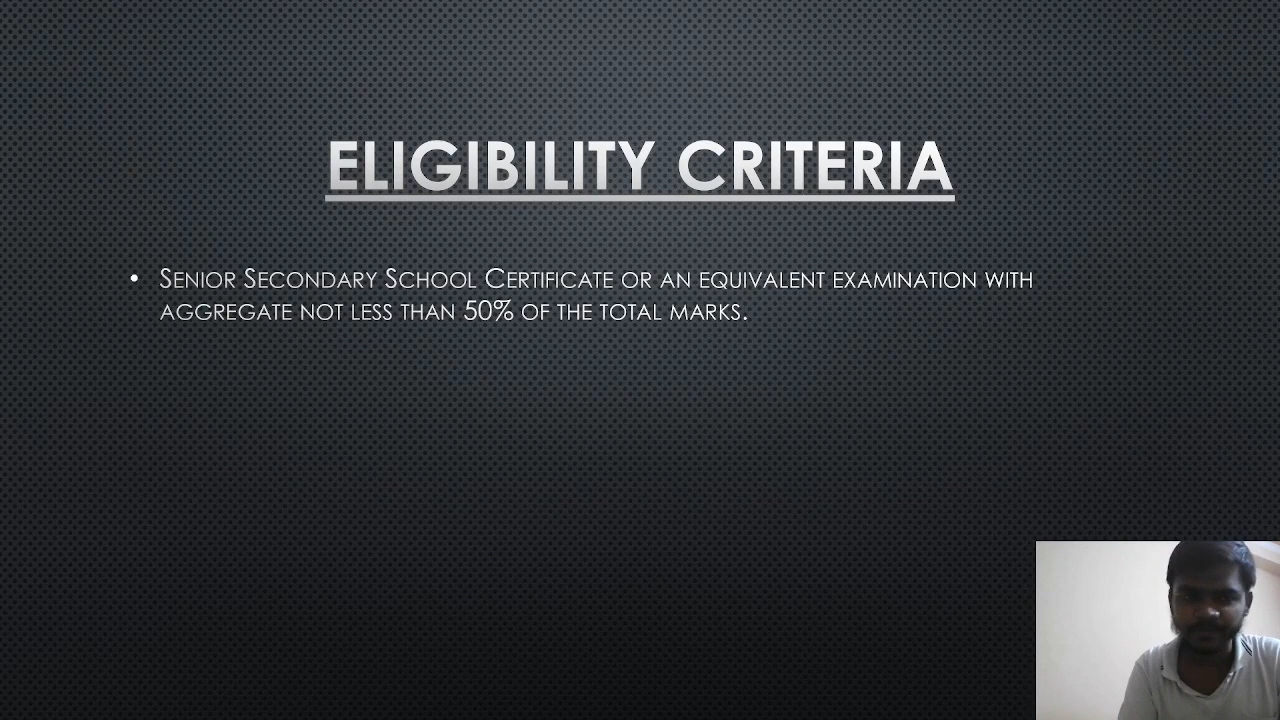 ELIGIBILITY CRITERIA
• Senior Secondary School Certificate or an equivalent examination with
aggregate not less than 50% of the total marks.